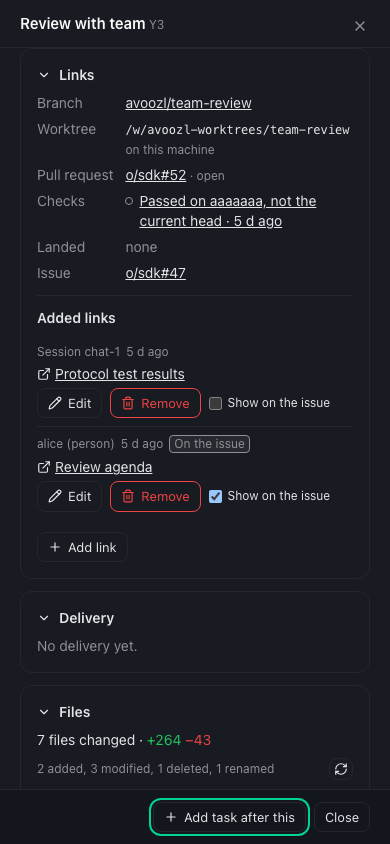 Review with team Y3
Links
Branch avoozl/team-review
Worktree /w/avoozl-worktrees/team-review
on this machine
Pull request o/sdk#52 · open
Checks Passed on aaaaaaa, not the
current head · 5 d ago
Landed none
Issue o/sdk#47
Added links
Session chat-1 5 d ago
Protocol test results
Edit Remove Show on the issue
alice (person) 5 d ago On the issue
Review agenda
Edit Remove Show on the issue
Add link
Delivery
No delivery yet.
Files
7 files changed · +264 −43
2 added, 3 modified, 1 deleted, 1 renamed
Add task after this Close